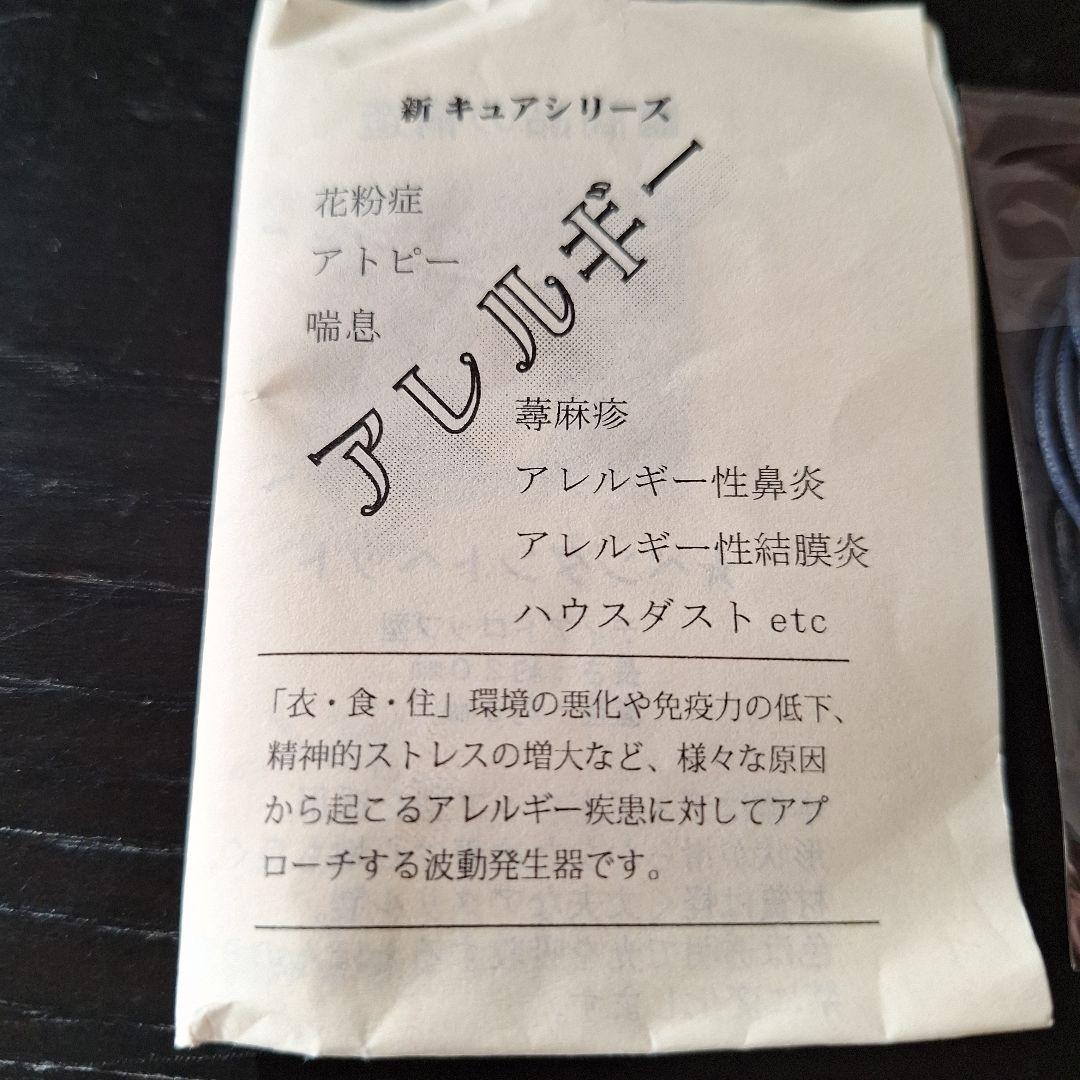 新 キュアシリーズ
花粉症
アトピー
喘息
アレルギー
蕁麻疹
アレルギー性鼻炎
アレルギー性結膜炎
ハウスダスト etc
「衣・食・住」環境の悪化や免疫力の低下、
精神的ストレスの増大など、様々な原因
から起こるアレルギー疾患に対してアプ
ローチする波動発生器です。